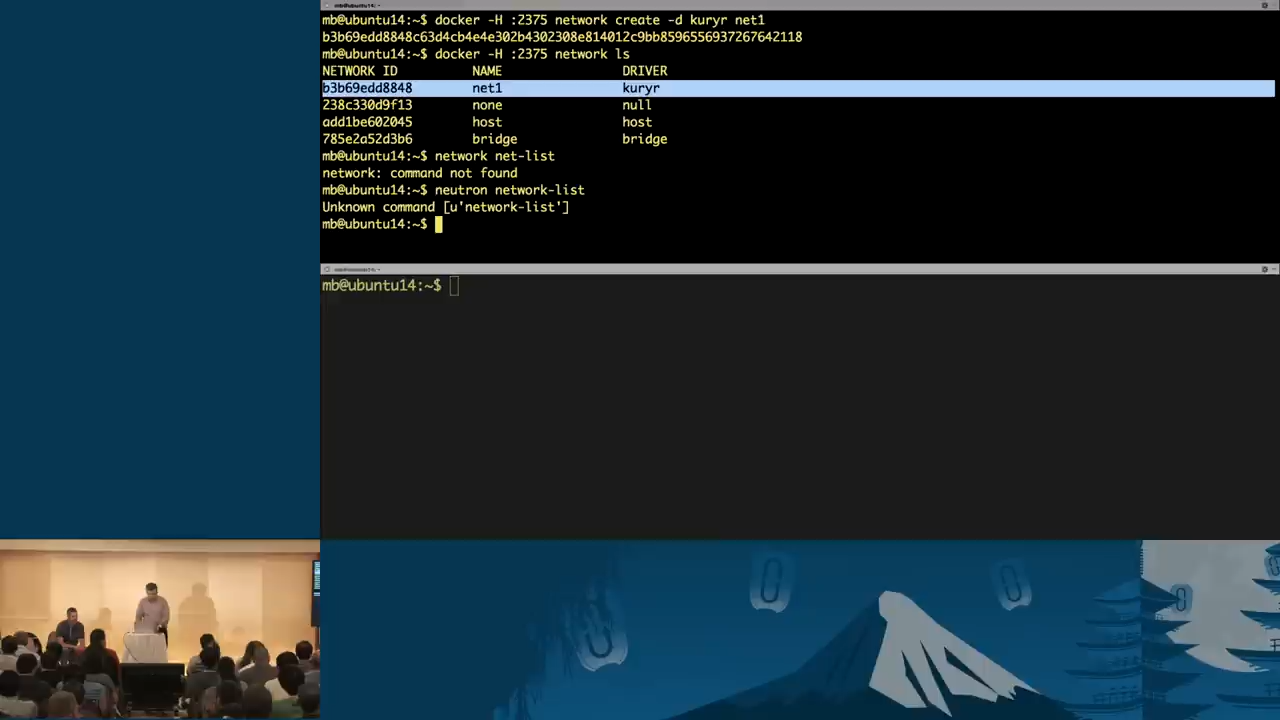 mb@ubuntu14:~$ docker -H :2375 network create -d kuryr net1
b3b69edd8848c63d4cb4e4e302b4302308e814012c9bb8596556937267642118
mb@ubuntu14:~$ docker -H :2375 network ls
NETWORK ID NAME DRIVER
b3b69edd8848 net1 kuryr
238c330d9f13 none null
add1be602045 host host
785e2a52d3b6 bridge bridge
mb@ubuntu14:~$ network net-list
network: command not found
mb@ubuntu14:~$ neutron network-list
Unknown command [u'network-list']
mb@ubuntu14:~$
mb@ubuntu14:~$